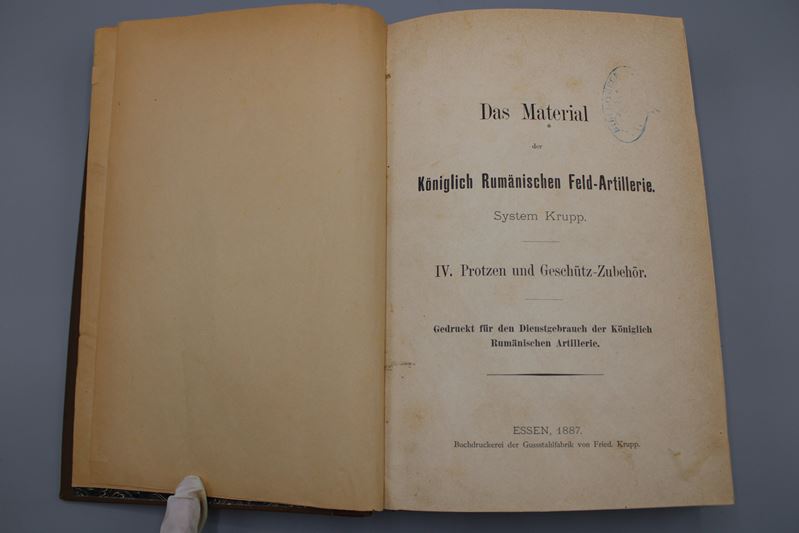 Das Material
der
Königlich Rumänischen Feld-Artillerie.
System Krupp.
IV. Protzen und Geschütz-Zubehör.
Gedruckt für den Dienstgebrauch der Königlich
Rumänischen Artillerie.
ESSEN, 1887.
Buchdruckerei der Gussstahlfabrik von Fried. Krupp.